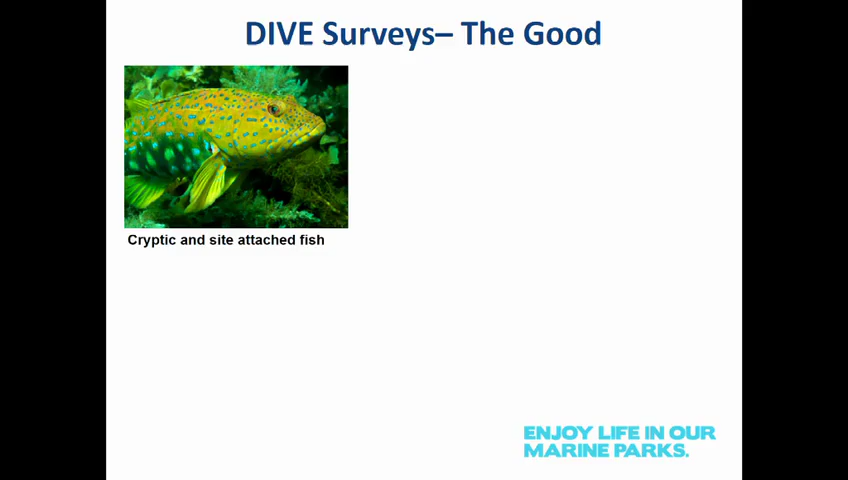 DIVE Surveys– The Good
Cryptic and site attached fish
ENJOY LIFE IN OUR
MARINE PARKS.